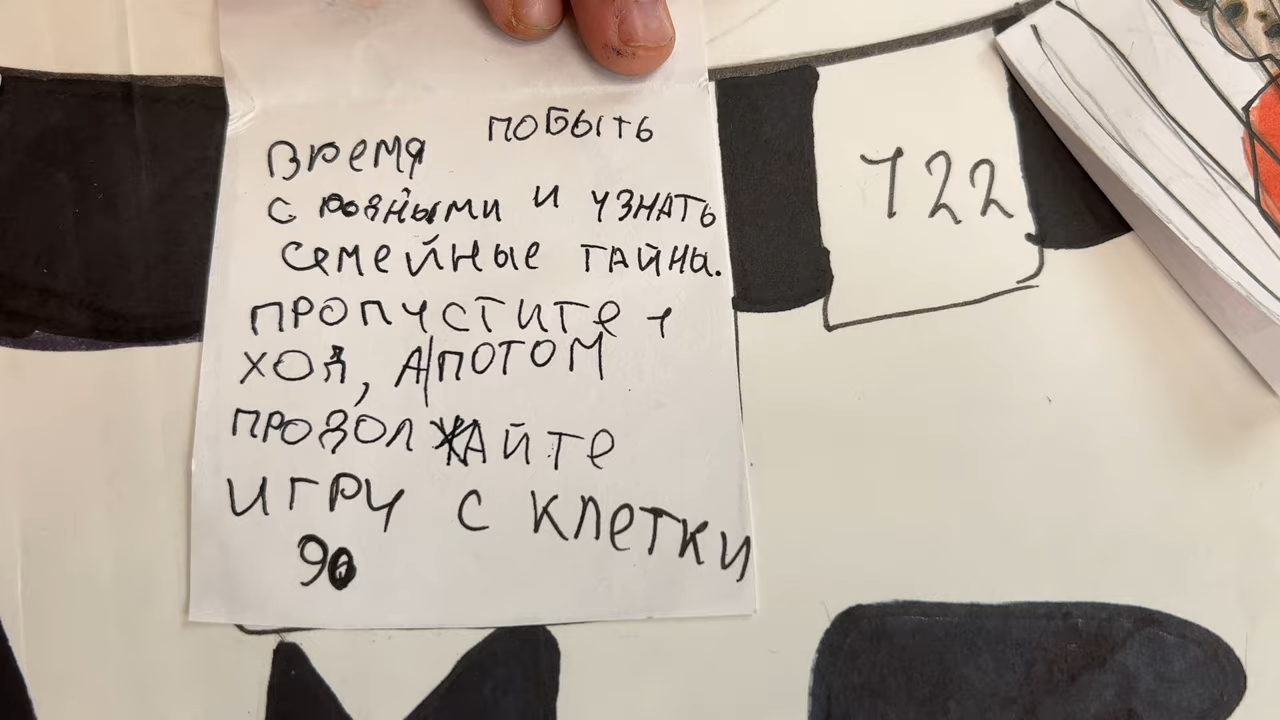 Время побыть
с родными и узнать
семейные тайны.
пропустите 1
ход, а потом
продолжайте
игру с клетки
90
122